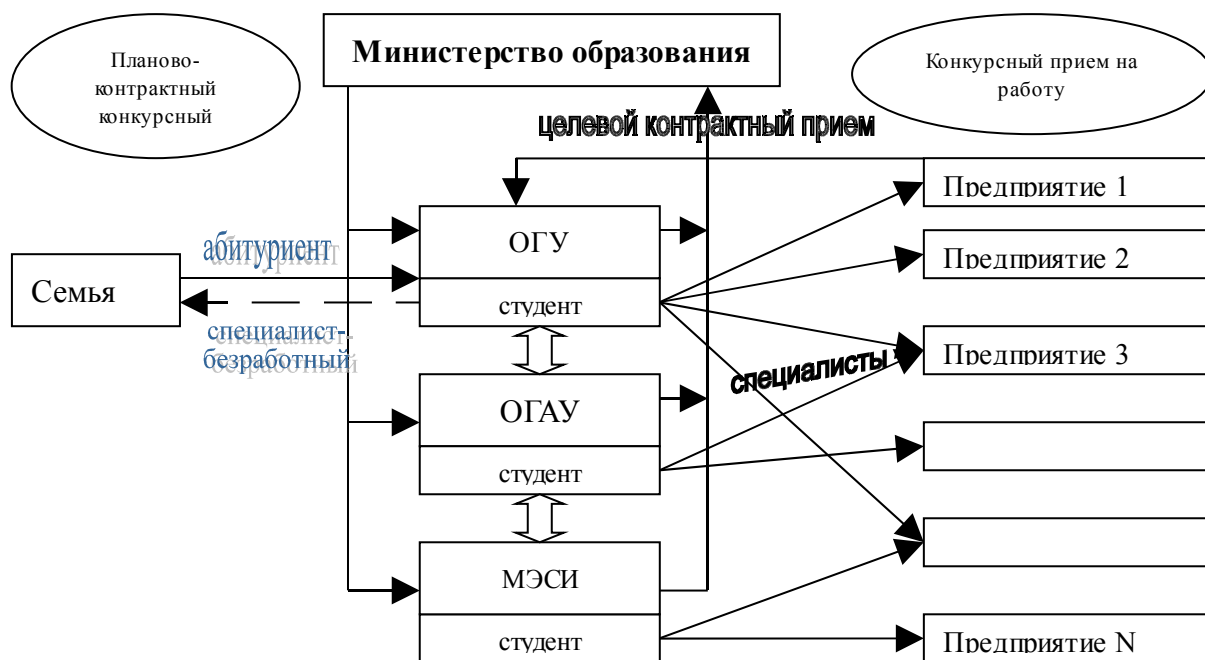 Планово-
контрактный
конкурсный
Министерство образования
Конкурсный прием на
работу
целевой контрактный прием
Предприятие 1
ОГУ
абитуриент
Предприятие 2
Семья
студент
специалист-
безработный
Предприятие 3
специалисты
ОГАУ
студент
МЭСИ
студент
Предприятие N